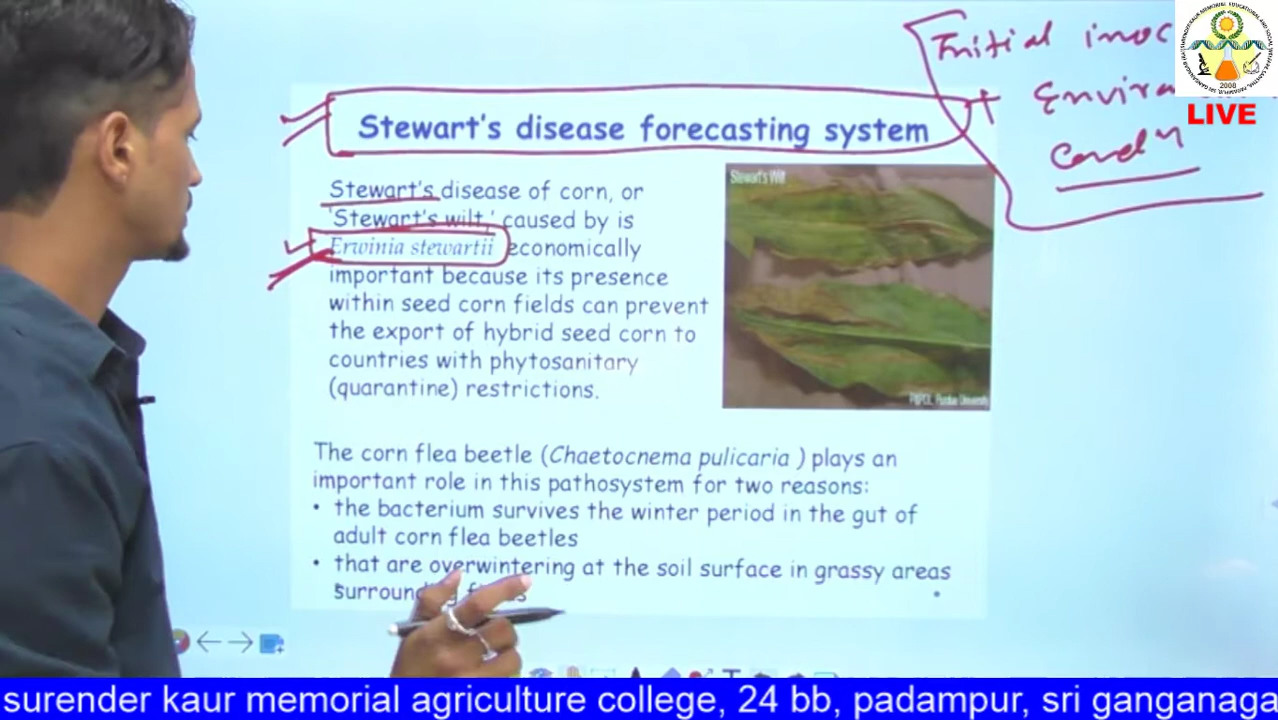 Initial inoc
+ Envir
Condn
2008
LIVE
Stewart's disease forecasting system
Stewart's disease of corn, or
'Stewart's wilt,' caused by is
Erwinia stewartii economically
important because its presence
within seed corn fields can prevent
the export of hybrid seed corn to
countries with phytosanitary
(quarantine) restrictions.
Stewart's Wilt
The corn flea beetle (Chaetocnema pulicaria ) plays an
important role in this pathosystem for two reasons:
• the bacterium survives the winter period in the gut of
adult corn flea beetles
• that are overwintering at the soil surface in grassy areas
surround
surender kaur memorial agriculture college, 24 bb, padampur, sri ganganaga